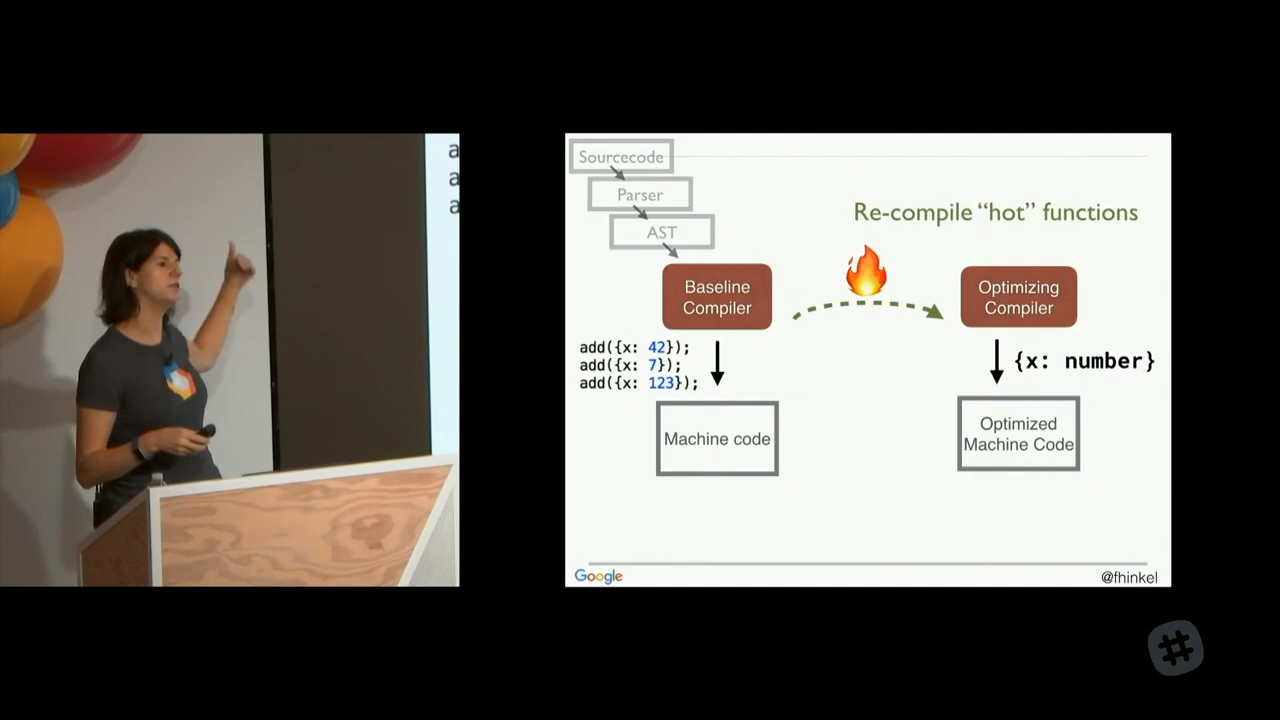 a
a
a
Sourcecode
Parser
AST
Re-compile “hot” functions
Baseline
Compiler
Optimizing
Compiler
add({x: 42});
add({x: 7});
add({x: 123});
{x: number}
Machine code
Optimized
Machine Code
Google
@fhinkel
#